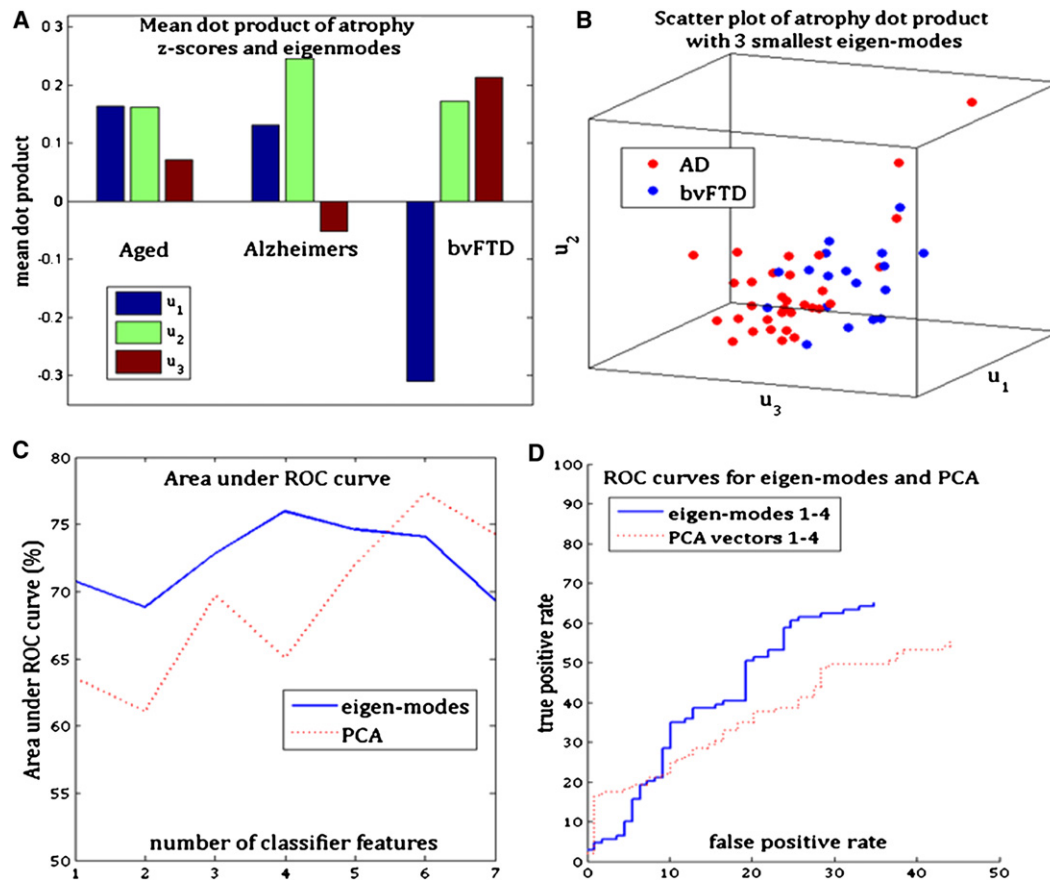 A
Mean dot product of atrophy
z-scores and eigenmodes
0.3
0.2
0.1
0
-0.1
-0.2
-0.3
mean dot product
Aged
Alzheimers
bvFTD
u1
u2
u3
B
Scatter plot of atrophy dot product
with 3 smallest eigen-modes
AD
bvFTD
u2
u3
u1
C
Area under ROC curve
80
75
70
65
60
55
50
Area under ROC curve (%)
eigen-modes
PCA
number of classifier features
1 2 3 4 5 6 7
D
ROC curves for eigen-modes and PCA
eigen-modes 1-4
PCA vectors 1-4
100
90
80
70
60
50
40
30
20
10
0
true positive rate
false positive rate
0 10 20 30 40 50